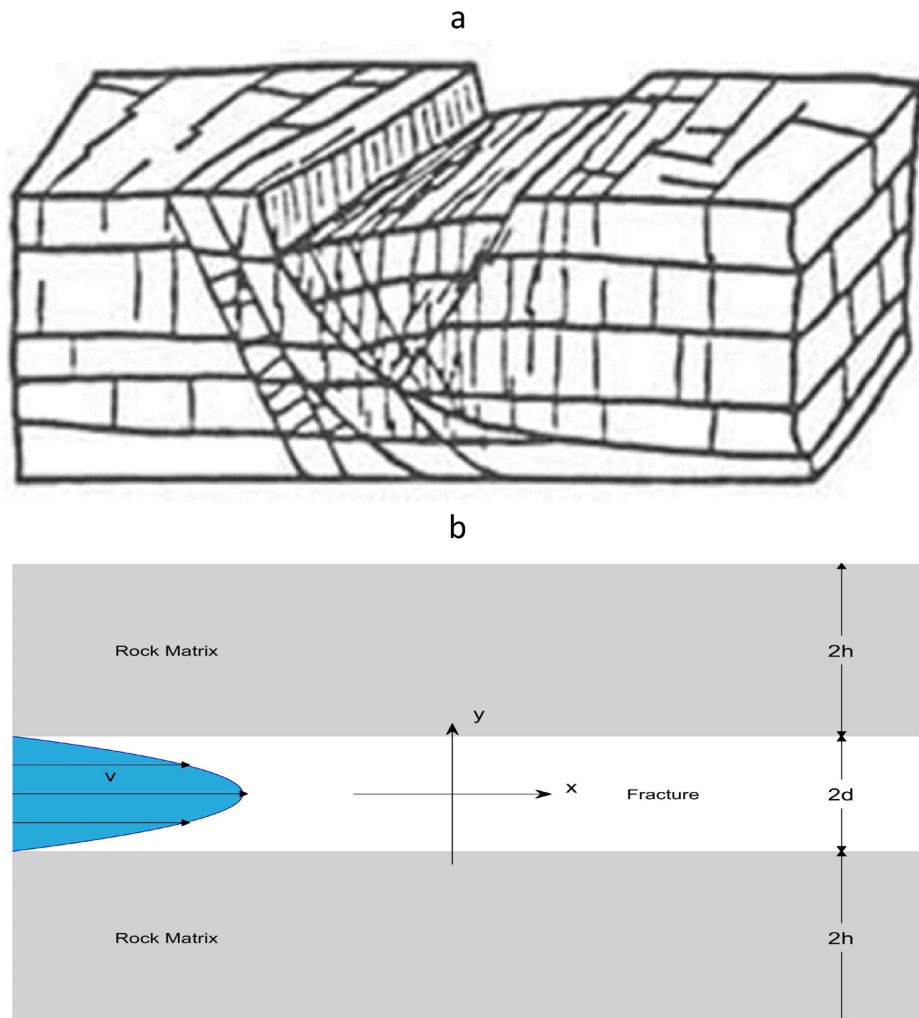 a
b
Rock Matrix
2h
y
v
x
Fracture
2d
Rock Matrix
2h